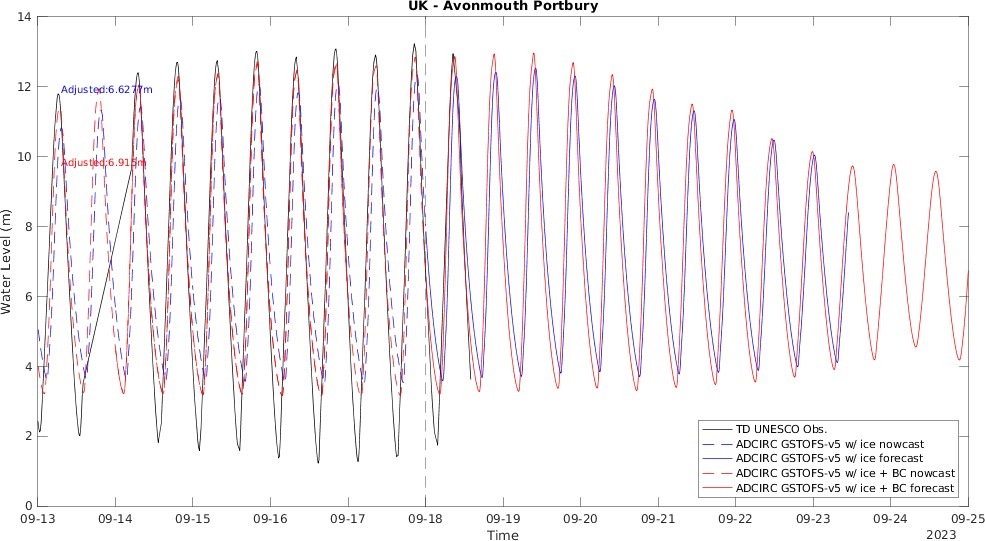 UK - Avonmouth Portbury
14
12
10
8
6
4
2
0
Water Level (m)
Adjusted:6.6277m
Adjusted:6.915m
TD UNESCO Obs.
ADCIRC GSTOFS-v5 w/ ice nowcast
ADCIRC GSTOFS-v5 w/ ice forecast
ADCIRC GSTOFS-v5 w/ ice + BC nowcast
ADCIRC GSTOFS-v5 w/ ice + BC forecast
09-13 09-14 09-15 09-16 09-17 09-18 09-19 09-20 09-21 09-22 09-23 09-24 09-25
Time
2023